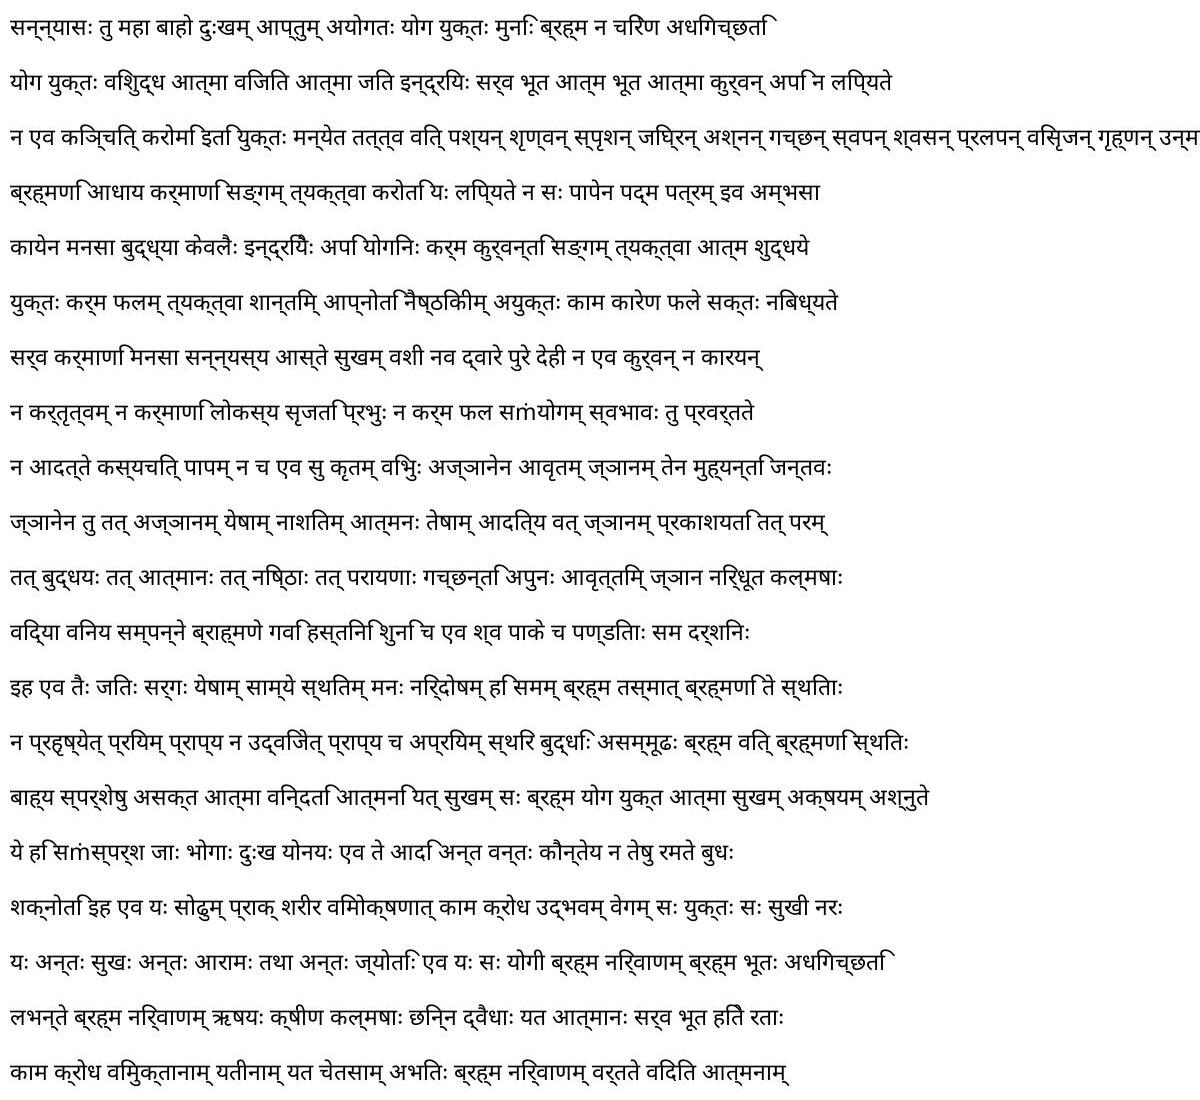 सन्न्यासः तु महा बाहो दुःखम् आप्तुम् अयोगतः योग युक्तः मुनिः ब्रह्म न चिरेण अधिगच्छति
योग युक्तः विशुद्ध आत्मा विजित आत्मा जित इन्द्रियः सर्व भूत आत्म भूत आत्मा कुर्वन् अपि न लिप्यते
न एव किञ्चित् करोमि इति युक्तः मन्येत तत्त्व वित् पश्यन् शृण्वन् स्पृशन् जिघ्रन् अश्नन् गच्छन् स्वपन् श्वसन् प्रलपन् विसृजन् गृह्णन् उन्म
ब्रह्मणि आधाय कर्माणि सङ्गम् त्यक्त्वा करोति यः लिप्यते न सः पापेन पद्म पत्रम् इव अम्भसा
कायेन मनसा बुद्ध्या केवलैः इन्द्रियैः अपि योगिनः कर्म कुर्वन्ति सङ्गम् त्यक्त्वा आत्म शुद्धये
युक्तः कर्म फलम् त्यक्त्वा शान्तिम् आप्नोति नैष्ठिकीम् अयुक्तः काम कारेण फले सक्तः निबध्यते
सर्व कर्माणि मनसा सन्न्यस्य आस्ते सुखम् वशी नव द्वारे पुरे देही न एव कुर्वन् न कारयन्
न कर्तृत्वम् न कर्माणि लोकस्य सृजति प्रभुः न कर्म फल सṁयोगम् स्वभावः तु प्रवर्तते
न आदत्ते कस्यचित् पापम् न च एव सु कृतम् विभुः अज्ञानेन आवृतम् ज्ञानम् तेन मुह्यन्ति जन्तवः
ज्ञानेन तु तत् अज्ञानम् येषाम् नाशितम् आत्मनः तेषाम् आदित्य वत् ज्ञानम् प्रकाशयति तत् परम्
तत् बुद्धयः तत् आत्मानः तत् निष्ठाः तत् परायणाः गच्छन्ति अपुनः आवृत्तिम् ज्ञान निर्धूत कल्मषाः
विद्या विनय सम्पन्ने ब्राह्मणे गवि हस्तिनि शुनि च एव श्व पाके च पण्डिताः सम दर्शिनः
इह एव तैः जितः सर्गः येषाम् साम्ये स्थितम् मनः निर्दोषम् हि समम् ब्रह्म तस्मात् ब्रह्मणि ते स्थिताः
न प्रहृष्येत् प्रियम् प्राप्य न उद्विजेत् प्राप्य च अप्रियम् स्थिर बुद्धिः असम्मूढः ब्रह्म वित् ब्रह्मणि स्थितः
बाह्य स्पर्शेषु असक्त आत्मा विन्दति आत्मनि यत् सुखम् सः ब्रह्म योग युक्त आत्मा सुखम् अक्षयम् अश्नुते
ये हि सṁस्पर्श जाः भोगाः दुःख योनयः एव ते आदि अन्त वन्तः कौन्तेय न तेषु रमते बुधः
शक्नोति इह एव यः सोढुम् प्राक् शरीर विमोक्षणात् काम क्रोध उद्भवम् वेगम् सः युक्तः सः सुखी नरः
यः अन्तः सुखः अन्तः आरामः तथा अन्तः ज्योतिः एव यः सः योगी ब्रह्म निर्वाणम् ब्रह्म भूतः अधिगच्छति
लभन्ते ब्रह्म निर्वाणम् ऋषयः क्षीण कल्मषाः छिन्न द्वैधाः यत आत्मानः सर्व भूत हिते रताः
काम क्रोध विमुक्तानाम् यतीनाम् यत चेतसाम् अभितः ब्रह्म निर्वाणम् वर्तते विदित आत्मनाम्